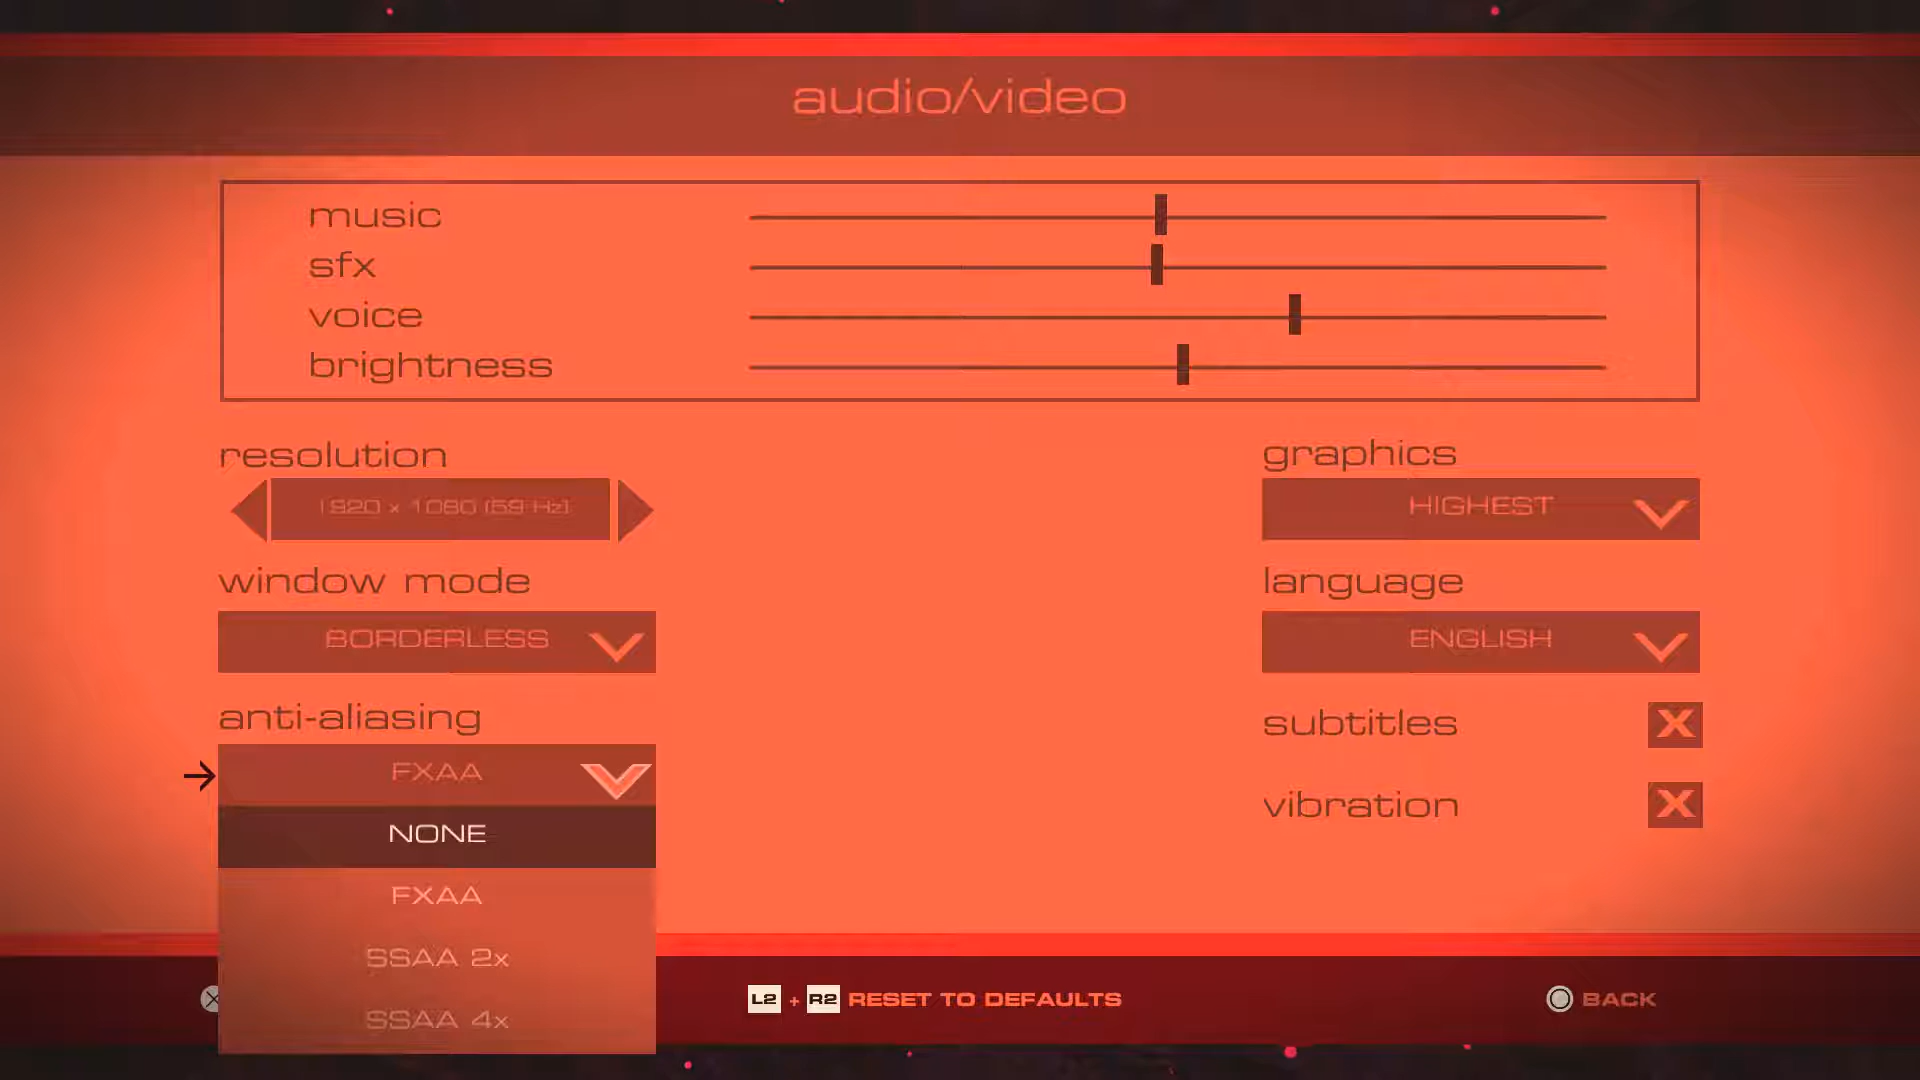 audio/video
music
sfx
voice
brightness
resolution
1920 x 1080 (59 Hz)
graphics
HIGHEST
window mode
BORDERLESS
language
ENGLISH
anti-aliasing
FXAA
NONE
FXAA
SSAA 2x
SSAA 4x
subtitles
vibration
L2 + R2 RESET TO DEFAULTS
BACK